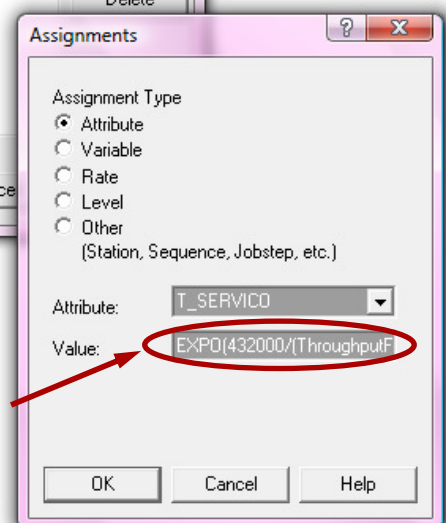 Delete
Assignments
Assignment Type
Attribute
Variable
Rate
Level
Other
(Station, Sequence, Jobstep, etc.)
Attribute: T_SERVICO
Value: EXPO(432000/(ThroughputF
OK Cancel Help